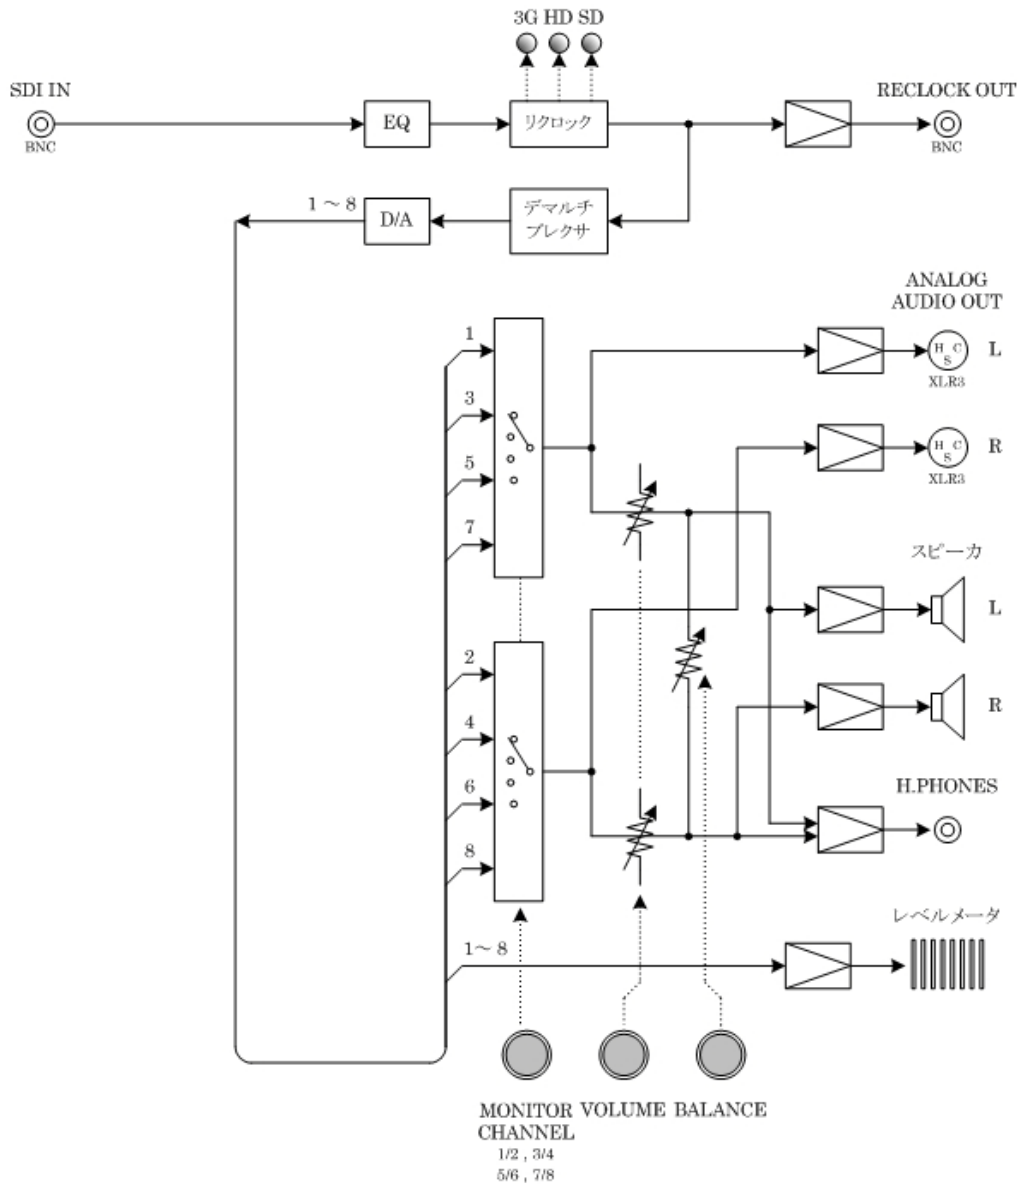 3G HD SD
SDI IN
RECLOCK OUT
EQ
リクロック
BNC
BNC
1 ～ 8
D/A
デマルチ
プレクサ
ANALOG
AUDIO OUT
1
H C
S
L
XLR3
3
H C
S
R
5
XLR3
7
スピーカ
L
2
R
4
6
H.PHONES
8
レベルメータ
1～ 8
MONITOR VOLUME BALANCE
CHANNEL
1/2 , 3/4
5/6 , 7/8